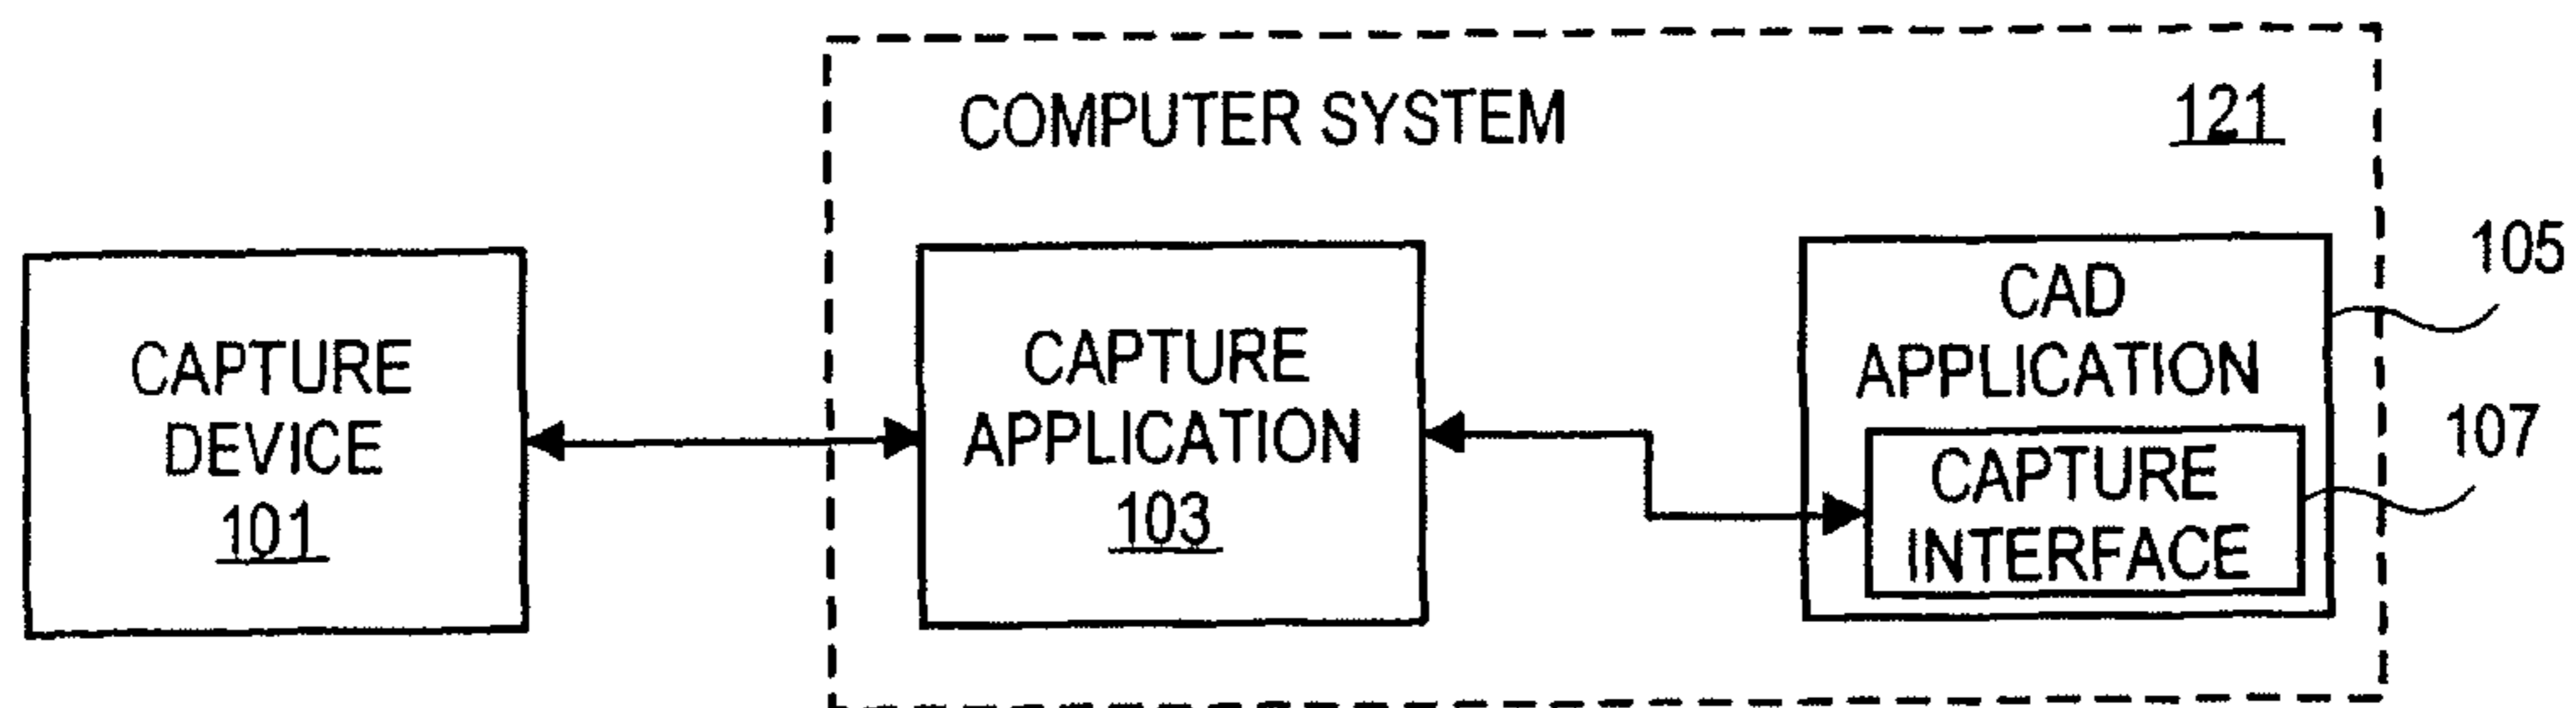 COMPUTER SYSTEM
121
CAPTURE
DEVICE
101
CAPTURE
APPLICATION
103
CAD
APPLICATION
CAPTURE
INTERFACE
105
107